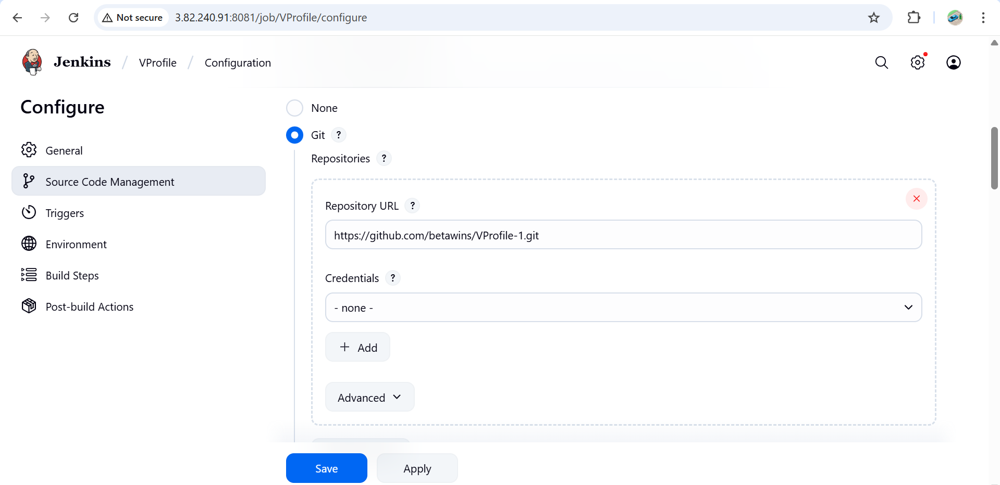 Not secure 3.82.240.91:8081/job/VProfile/configure
Jenkins / VProfile / Configuration
Configure
General
Source Code Management
Triggers
Environment
Build Steps
Post-build Actions
None
Git ?
Repositories ?
Repository URL ?
https://github.com/betawins/VProfile-1.git
Credentials ?
- none -
+ Add
Advanced
Save
Apply